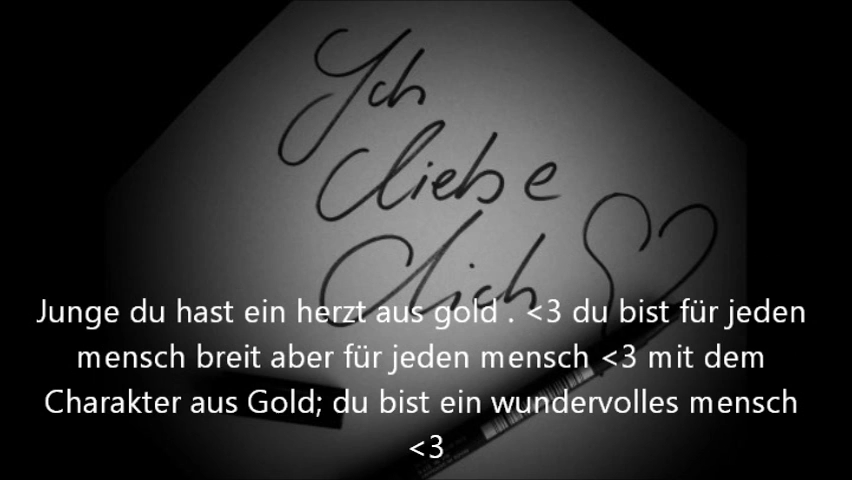 Ich
liebe
Dich
Junge du hast ein herzt aus gold . <3 du bist für jeden
mensch breit aber für jeden mensch <3 mit dem
Charakter aus Gold; du bist ein wundervolles mensch
<3